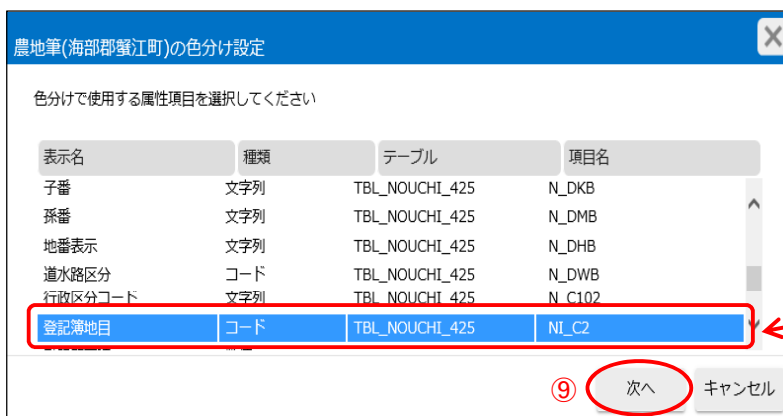 農地筆(海部郡蟹江町)の色分け設定
色分けで使用する属性項目を選択してください
表示名 種類 テーブル 項目名
子番 文字列 TBL_NOUCHI_425 N_DKB
孫番 文字列 TBL_NOUCHI_425 N_DMB
地番表示 文字列 TBL_NOUCHI_425 N_DHB
道水路区分 コード TBL_NOUCHI_425 N_DWB
行政区分コード 文字列 TBL_NOUCHI_425 N_C102
登記簿地目 コード TBL_NOUCHI_425 NI_C2
⑨ 次へ キャンセル